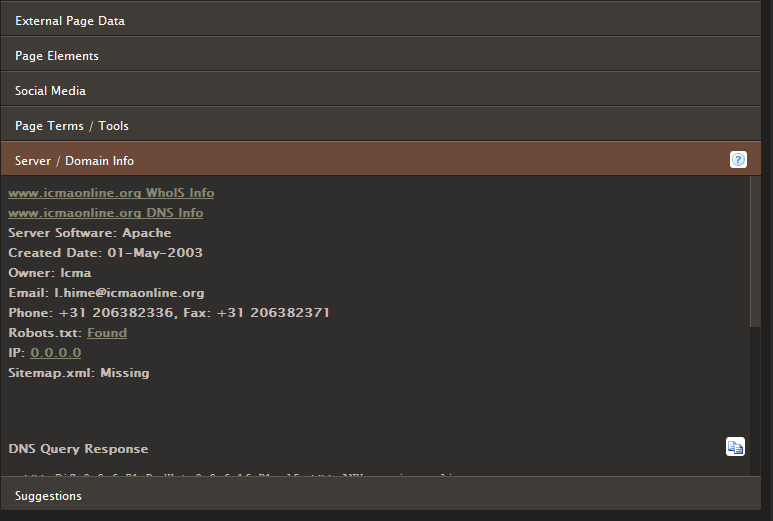 External Page Data
Page Elements
Social Media
Page Terms / Tools
Server / Domain Info
www.icmaonline.org WhoIS Info
www.icmaonline.org DNS Info
Server Software: Apache
Created Date: 01-May-2003
Owner: Icma
Email: l.hime@icmaonline.org
Phone: +31 206382336, Fax: +31 206382371
Robots.txt: Found
IP: 0.0.0.0
Sitemap.xml: Missing
DNS Query Response
Suggestions